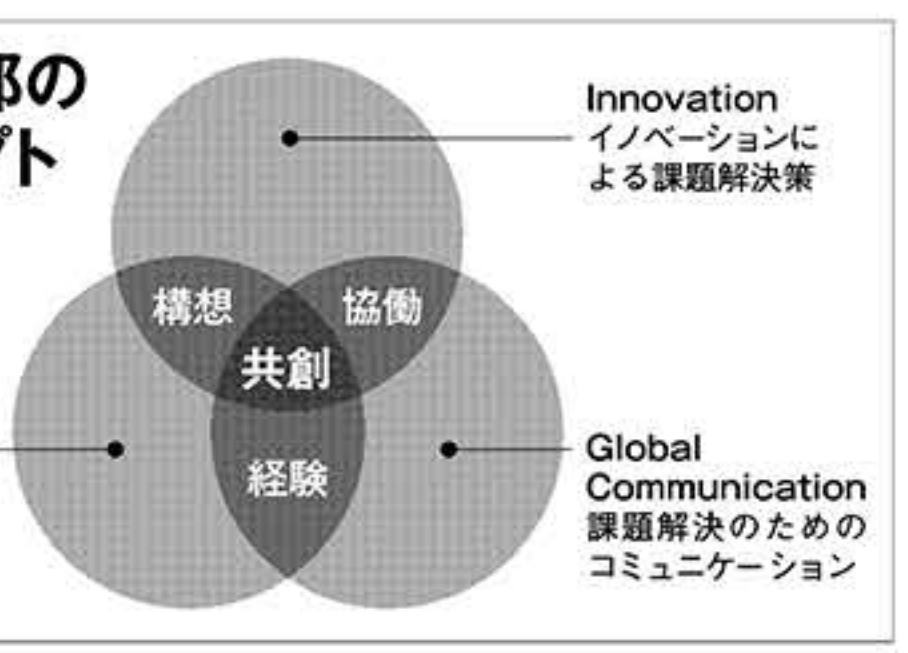 部の
プト
Innovation
イノベーションに
よる課題解決策
構想
協働
共創
経験
Global
Communication
課題解決のための
コミュニケーション